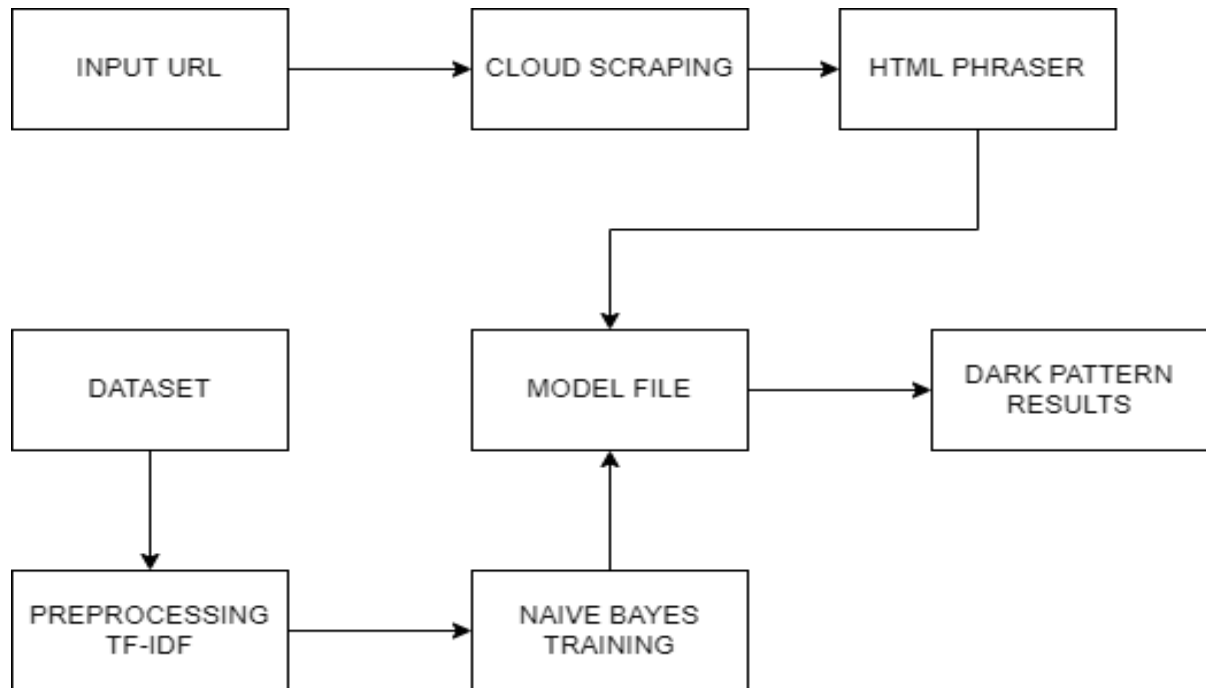 INPUT URL
CLOUD SCRAPING
HTML PHRASER
DATASET
MODEL FILE
DARK PATTERN
RESULTS
PREPROCESSING
TF-IDF
NAIVE BAYES
TRAINING